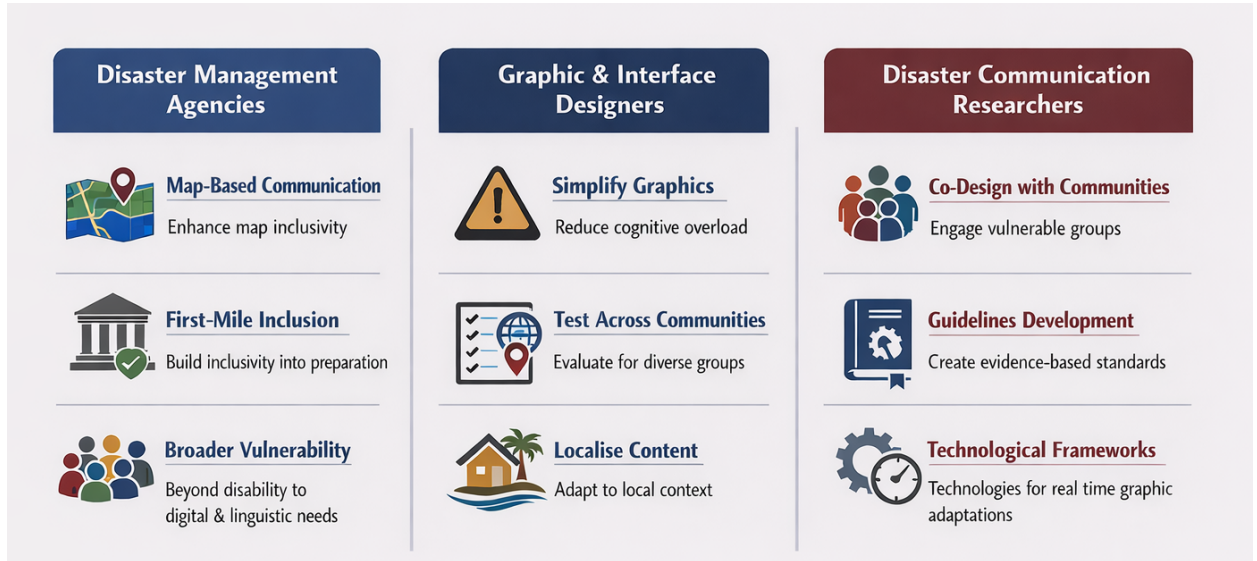 Disaster Management
Agencies
Map-Based Communication
Enhance map inclusivity
First-Mile Inclusion
Build inclusivity into preparation
Broader Vulnerability
Beyond disability to
digital & linguistic needs
Graphic & Interface
Designers
Simplify Graphics
Reduce cognitive overload
Test Across Communities
Evaluate for diverse groups
Localise Content
Adapt to local context
Disaster Communication
Researchers
Co-Design with Communities
Engage vulnerable groups
Guidelines Development
Create evidence-based standards
Technological Frameworks
Technologies for real time graphic
adaptations